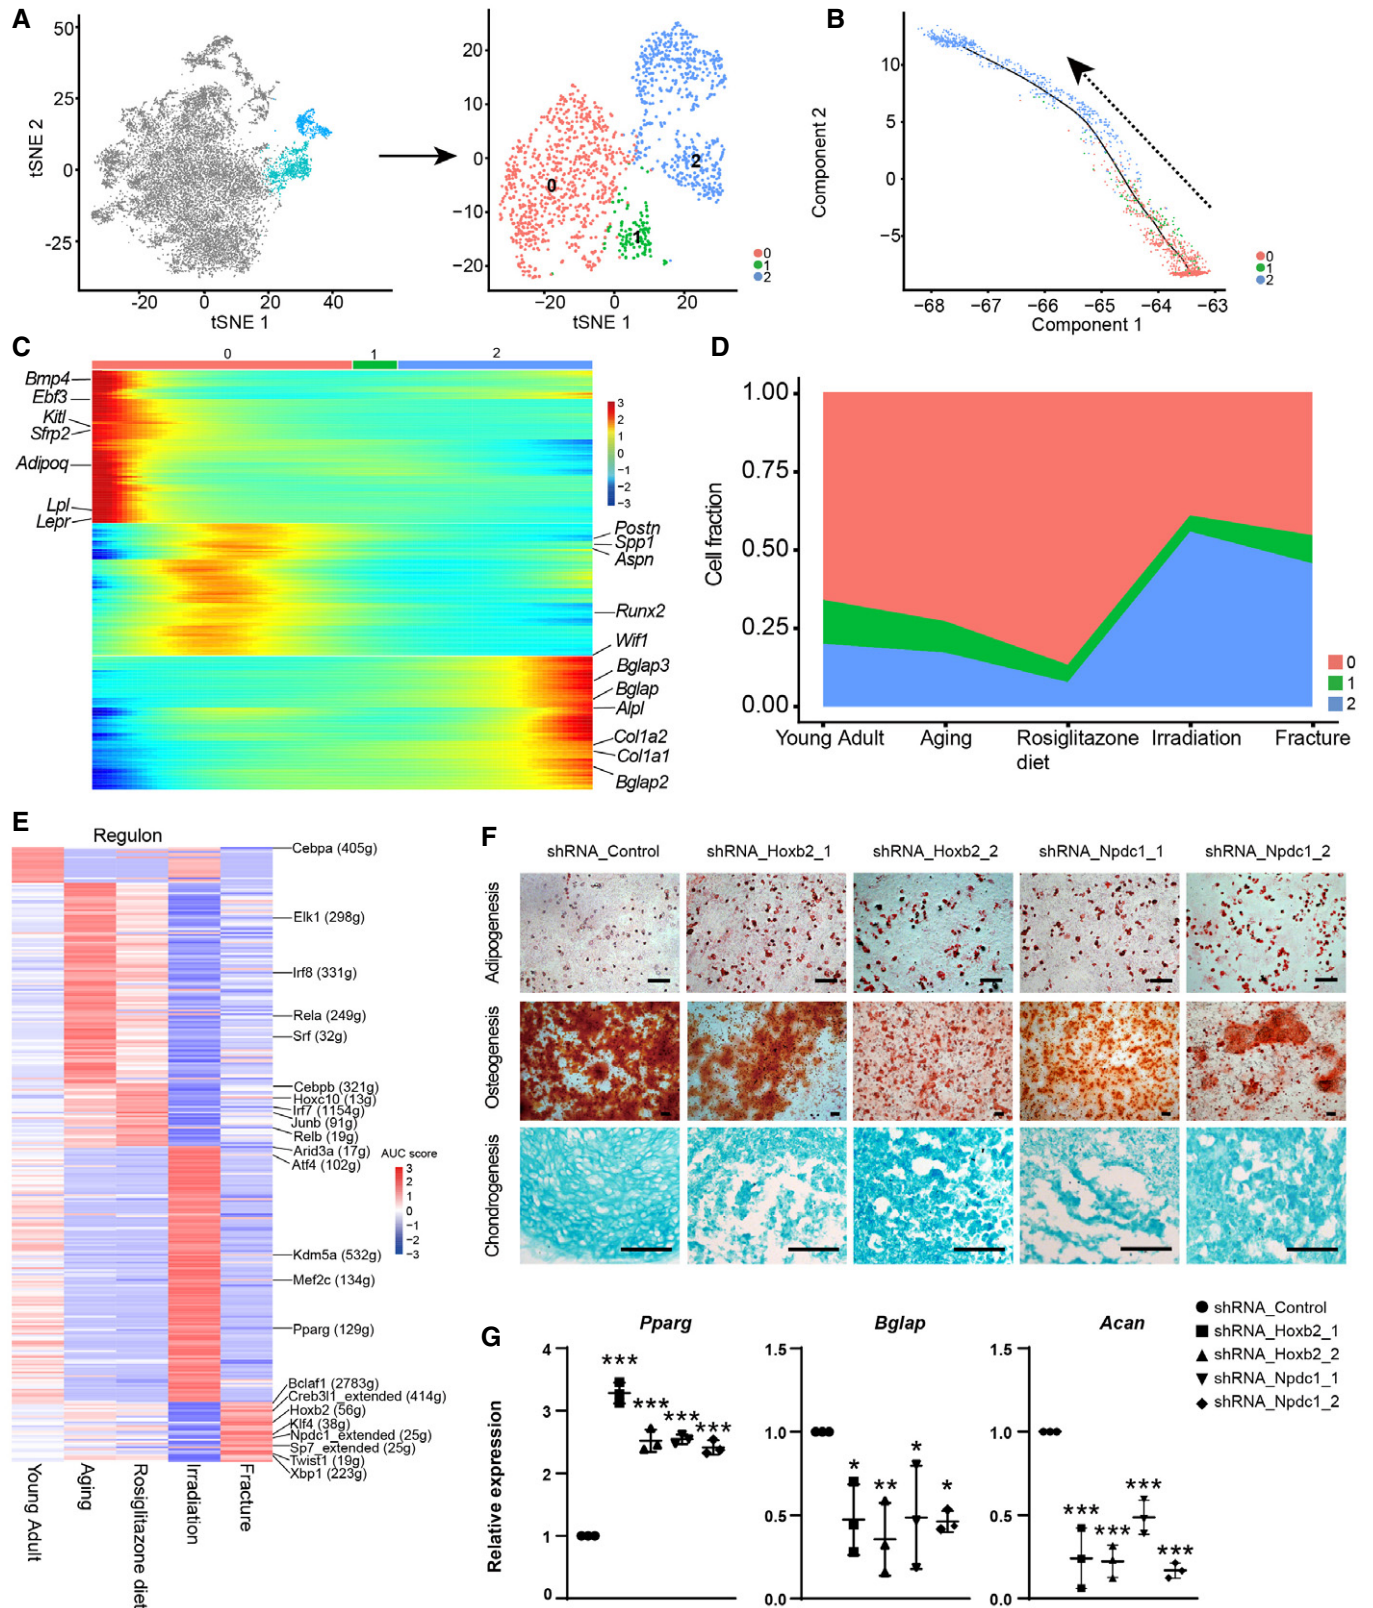 A
50
25
0
-25
tSNE 2
-20
0
20
40
tSNE 1
20
10
0
−10
−20
0
1
2
−20
0
20
tSNE 1
0
1
2
B
10
5
0
−5
Component 2
−68
−67
−66
−65
−64
−63
Component 1
0
1
2
C
0
1
2
Bmp4
Ebf3
Kitl
Sfrp2
Adipoq
Lpl
Lepr
3
2
1
0
−1
−2
−3
Postn
Spp1
Aspn
Runx2
Wif1
Bglap3
Bglap
Alpl
Col1a2
Col1a1
Bglap2
D
1.00
0.75
0.50
0.25
0.00
Cell fraction
Young Adult
Aging
Rosiglitazone
diet
Irradiation
Fracture
0
1
2
E
Regulon
Cebpa (405g)
Elk1 (298g)
Irf8 (331g)
Rela (249g)
Srf (32g)
Cebpb (321g)
Hoxc10 (13g)
Irf7 (1154g)
Junb (91g)
Relb (19g)
Arid3a (17g)
Atf4 (102g)
Kdm5a (532g)
Mef2c (134g)
Pparg (129g)
Bclaf1 (2783g)
Creb3l1_extended (414g)
Hoxb2 (56g)
Klf4 (38g)
Npdc1_extended (25g)
Sp7_extended (25g)
Twist1 (19g)
Xbp1 (223g)
AUC score
3
2
1
0
−1
−2
−3
Young Adult
Aging
Rosiglitazone diet
Irradiation
Fracture
F
shRNA_Control
shRNA_Hoxb2_1
shRNA_Hoxb2_2
shRNA_Npdc1_1
shRNA_Npdc1_2
Adipogenesis
Osteogenesis
Chondrogenesis
G
Relative expression
Pparg
4
3
2
1
0
***
***
***
***
Bglap
1.5
1.0
0.5
0.0
*
**
*
*
Acan
1.5
1.0
0.5
0.0
***
***
***
***
shRNA_Control
shRNA_Hoxb2_1
shRNA_Hoxb2_2
shRNA_Npdc1_1
shRNA_Npdc1_2